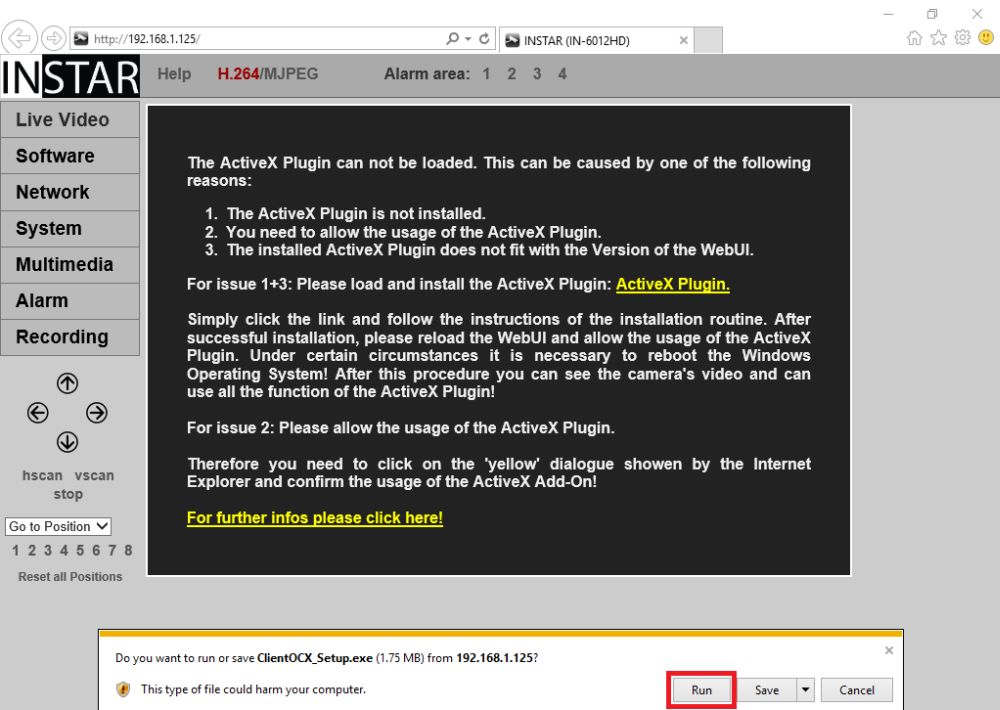 http://192.168.1.125/
INSTAR (IN-6012HD)
INSTAR
Help H.264/MJPEG Alarm area: 1 2 3 4
Live Video
Software
Network
System
Multimedia
Alarm
Recording
hscan vscan
stop
Go to Position
1 2 3 4 5 6 7 8
Reset all Positions
The ActiveX Plugin can not be loaded. This can be caused by one of the following
reasons:
1. The ActiveX Plugin is not installed.
2. You need to allow the usage of the ActiveX Plugin.
3. The installed ActiveX Plugin does not fit with the Version of the WebUI.
For issue 1+3: Please load and install the ActiveX Plugin: ActiveX Plugin.
Simply click the link and follow the instructions of the installation routine. After
successful installation, please reload the WebUI and allow the usage of the ActiveX
Plugin. Under certain circumstances it is necessary to reboot the Windows
Operating System! After this procedure you can see the camera's video and can
use all the function of the ActiveX Plugin!
For issue 2: Please allow the usage of the ActiveX Plugin.
Therefore you need to click on the 'yellow' dialogue showen by the Internet
Explorer and confirm the usage of the ActiveX Add-On!
For further infos please click here!
Do you want to run or save ClientOCX_Setup.exe (1.75 MB) from 192.168.1.125?
This type of file could harm your computer.
Run Save Cancel